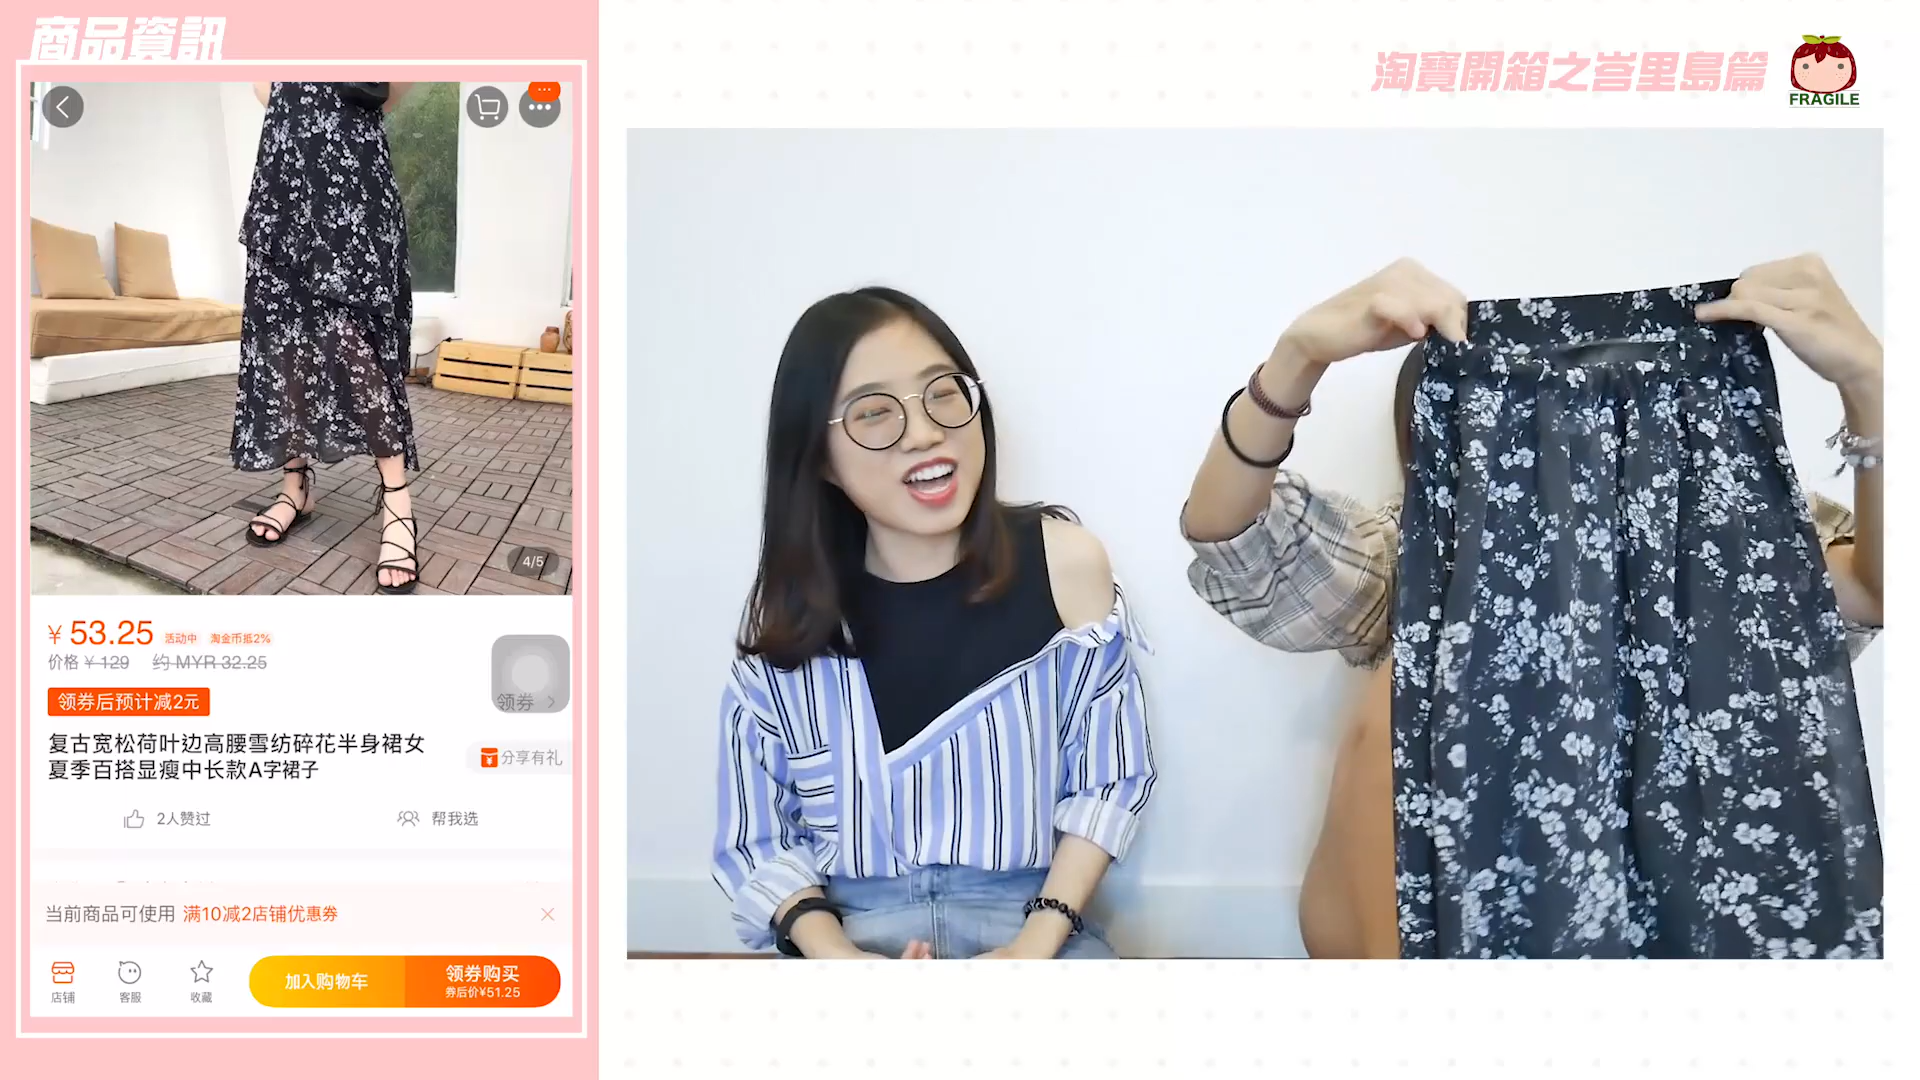 商品資訊
淘寶開箱之峇里島篇
FRAGILE
4/5
¥ 53.25 活动中 淘金币抵2%
价格 ¥ 129 约 MYR 32.25
领券后预计减2元
领券 >
复古宽松荷叶边高腰雪纺碎花半身裙女
夏季百搭显瘦中长款A字裙子
分享有礼
2人赞过 帮我选
当前商品可使用 满10减2店铺优惠券
店铺 客服 收藏
加入购物车
领券购买
券后价¥51.25